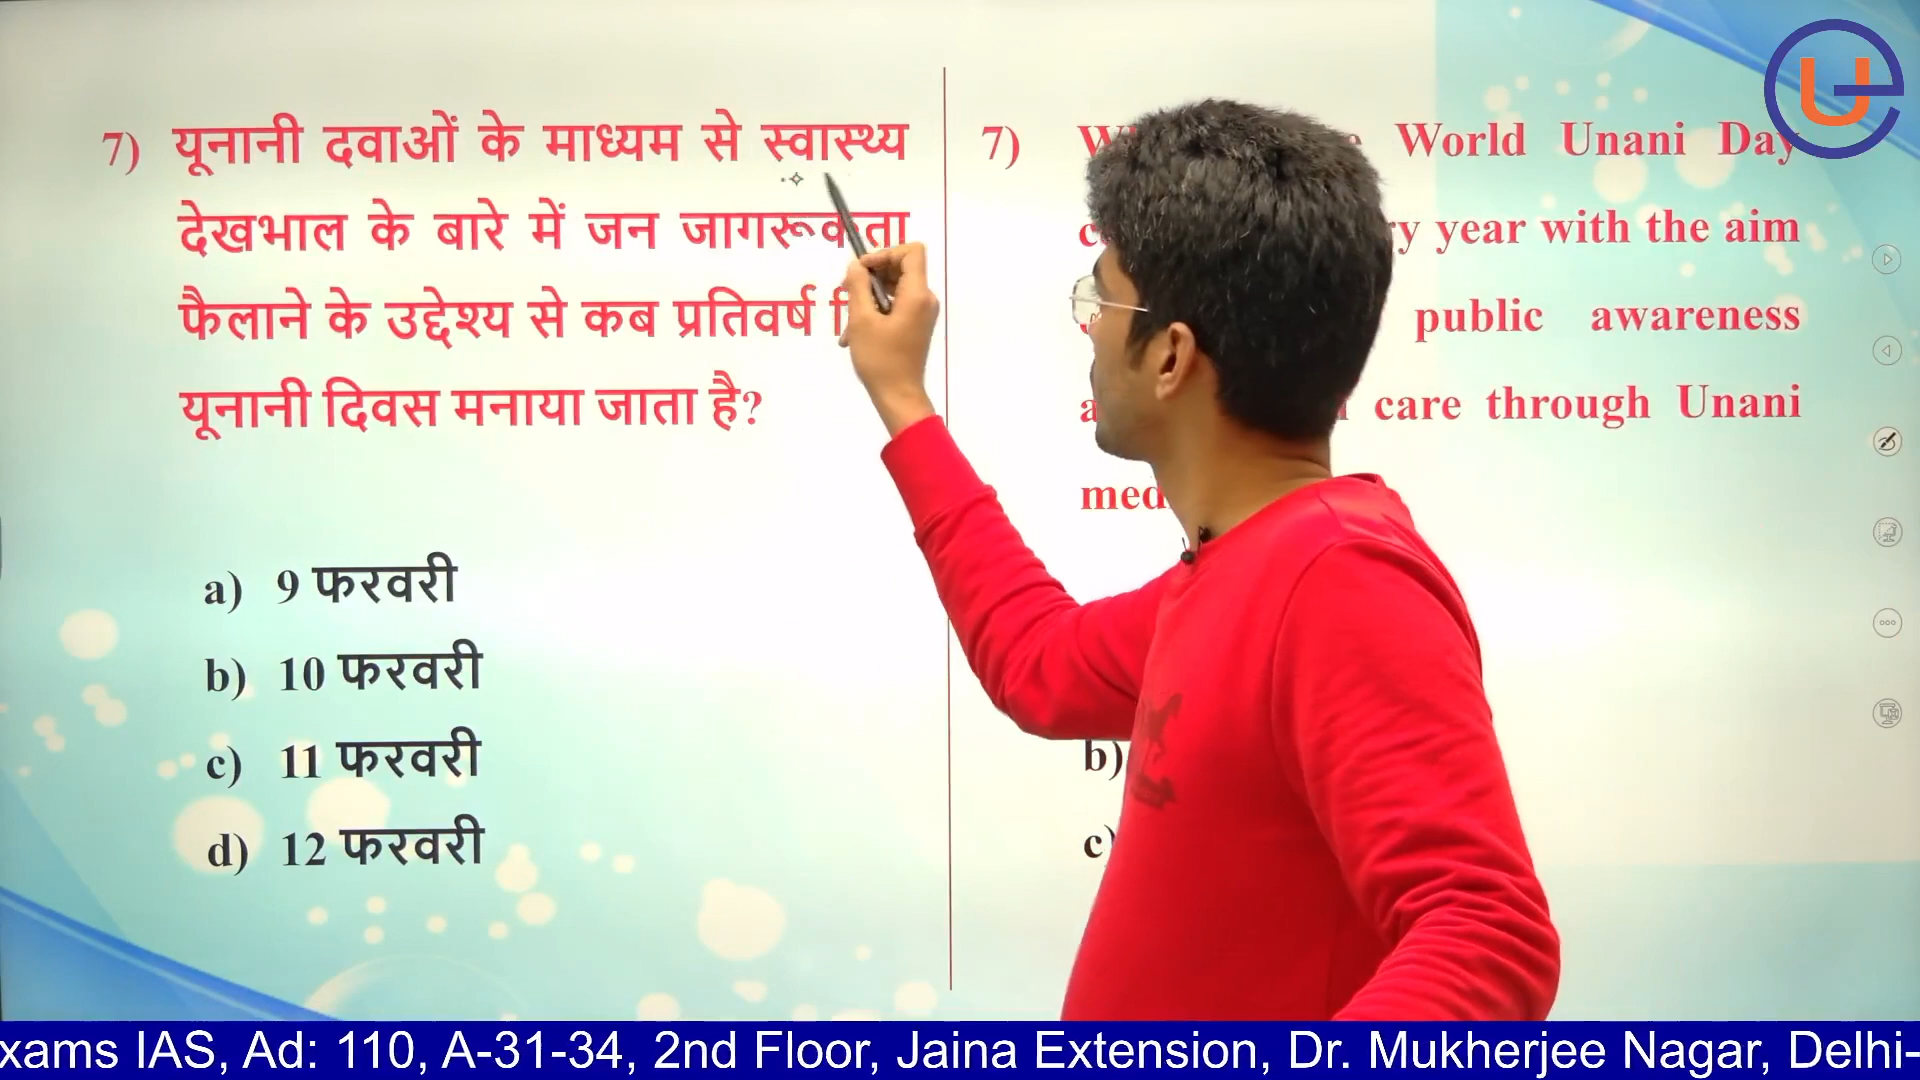 7) यूनानी दवाओं के माध्यम से स्वास्थ्य
देखभाल के बारे में जन जागरूकता
फैलाने के उद्देश्य से कब प्रतिवर्ष
यूनानी दिवस मनाया जाता है?
a) 9 फरवरी
b) 10 फरवरी
c) 11 फरवरी
d) 12 फरवरी
7) World Unani Day
year with the aim
public awareness
care through Unani
b)
c)
xams IAS, Ad: 110, A-31-34, 2nd Floor, Jaina Extension, Dr. Mukherjee Nagar, Delhi-